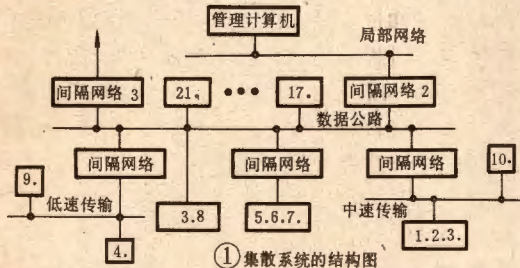 管理计算机
局部网络
间隔网络 3
21.
•••
17.
间隔网络 2
数据公路
间隔网络
间隔网络
间隔网络
10.
9.
低速传输
3.8
5.6.7.
中速传输
4.
1.2.3.
① 集散系统的结构图